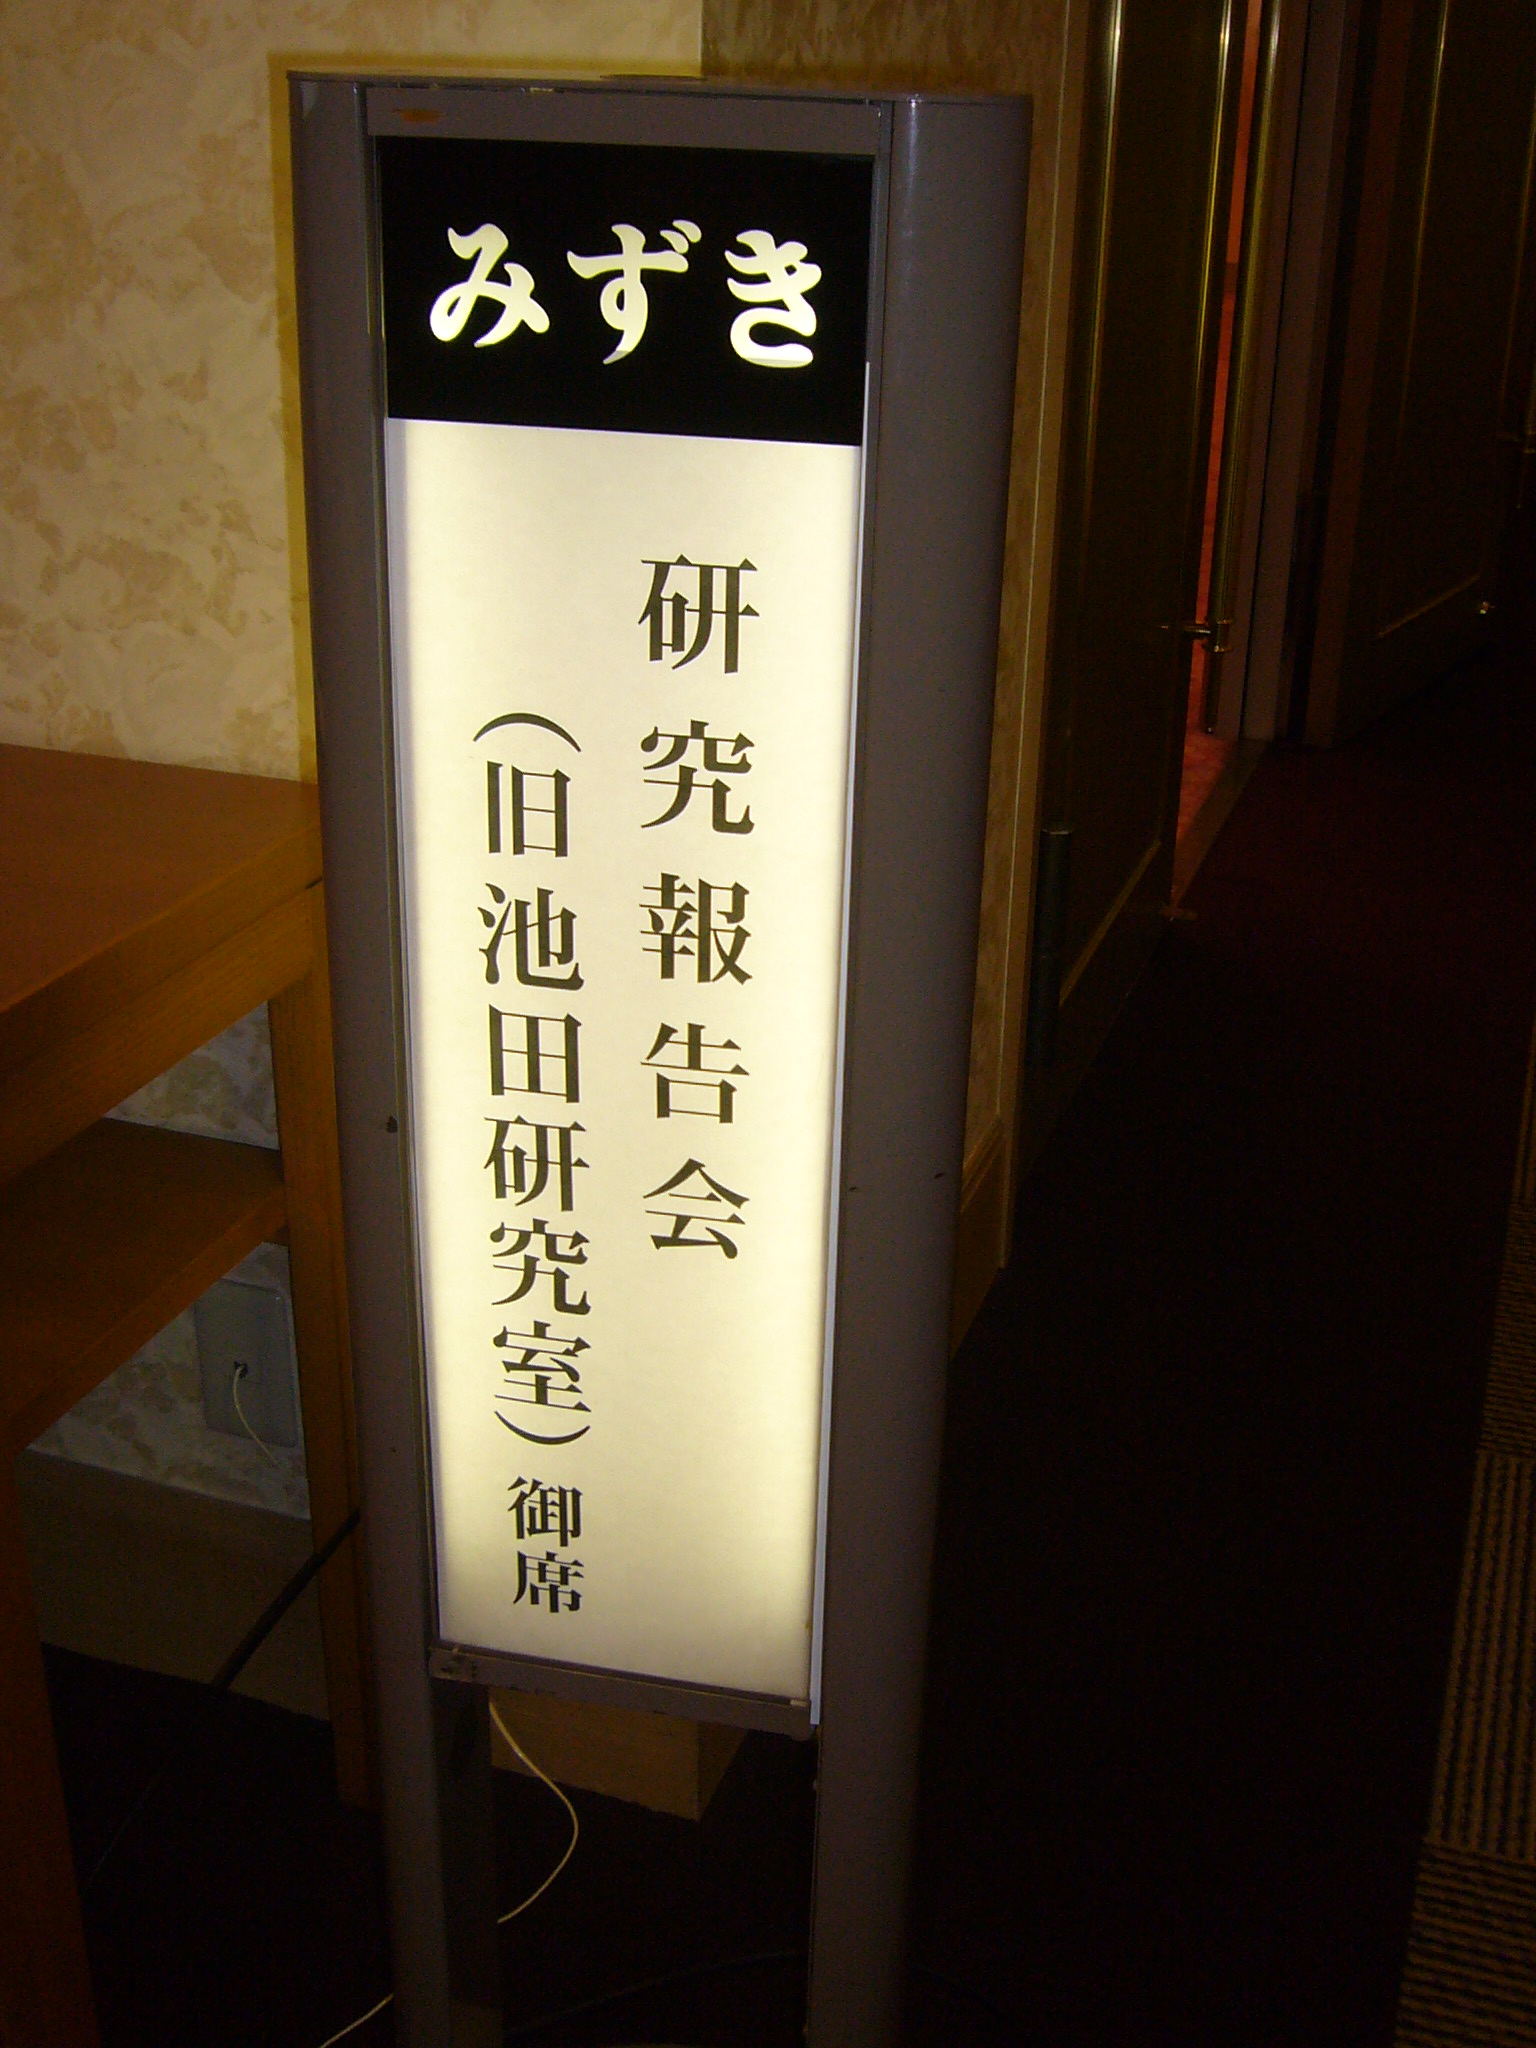 みずき
研究報告会
（旧池田研究室）御席